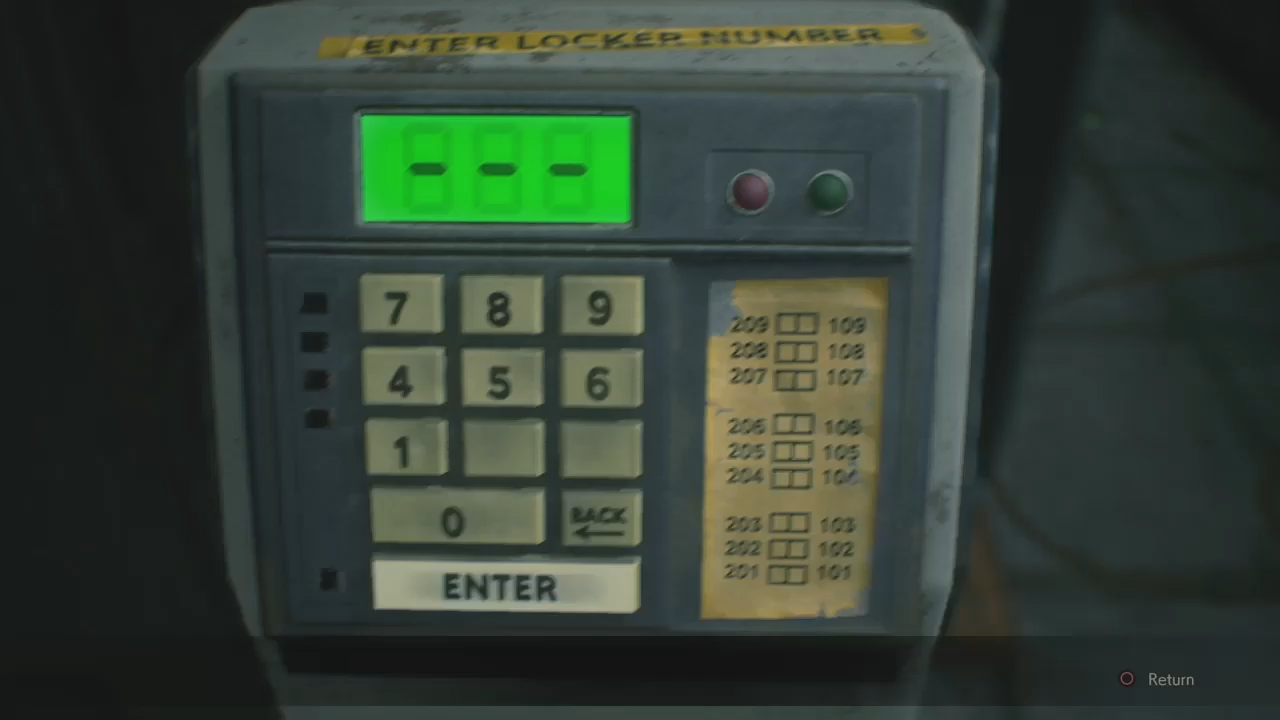 ENTER LOCKER NUMBER
- - -
7 8 9
4 5 6
1
0 BACK
ENTER
209 109
208 108
207 107
206 106
205 105
204 104
203 103
202 102
201 101
Return